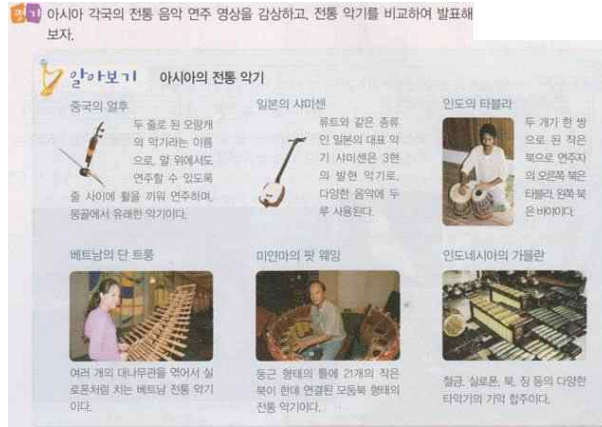 평가 아시아 각국의 전통 음악 연주 영상을 감상하고, 전통 악기를 비교하여 발표해
보자.
알아보기 아시아의 전통 악기
중국의 얼후
두 줄로 된 오랑캐
의 악기라는 이름
으로, 말 위에서도
연주할 수 있도록
줄 사이에 활을 끼워 연주하며,
몽골에서 유래한 악기이다.
일본의 샤미센
류트와 같은 종류
인 일본의 대표 악
기 샤미센은 3현
의 발현 악기로,
다양한 음악에 두
루 사용된다.
인도의 타블라
두 개가 한 쌍
으로 된 작은
북으로 연주자
의 오른쪽 북은
타블라, 왼쪽 북
은 바야이다.
베트남의 단 트룽
여러 개의 대나무관을 엮어서 실
로폰처럼 치는 베트남 전통 악기
이다.
미얀마의 팟 웨잉
둥근 형태의 틀에 21개의 작은
북이 한데 연결된 모둠북 형태의
전통 악기이다.
인도네시아의 가믈란
철금, 실로폰, 북, 징 등의 다양한
타악기의 기악 합주이다.